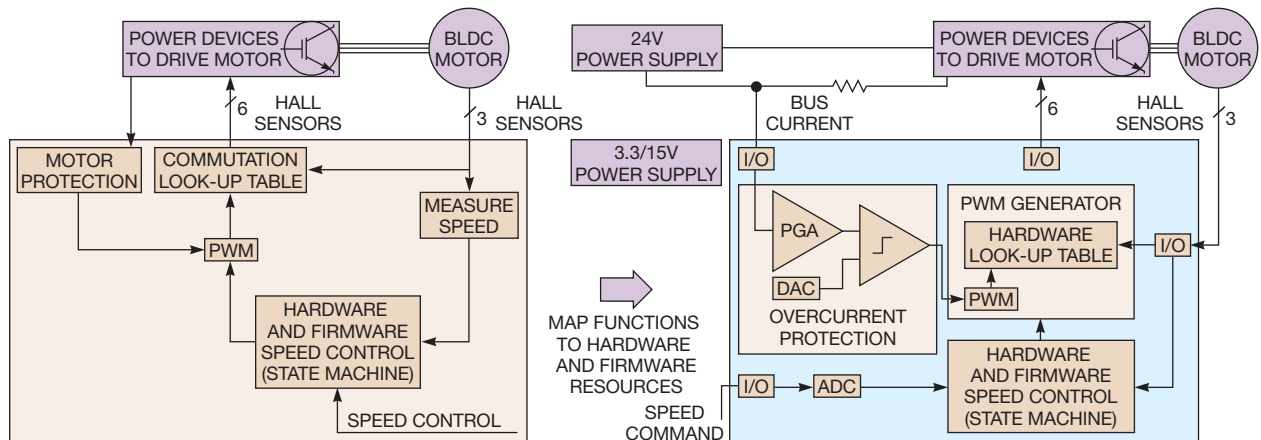 POWER DEVICES
TO DRIVE MOTOR
BLDC
MOTOR
6
HALL
SENSORS
3
HALL
SENSORS
MOTOR
PROTECTION
COMMUTATION
LOOK-UP TABLE
MEASURE
SPEED
PWM
HARDWARE
AND FIRMWARE
SPEED CONTROL
(STATE MACHINE)
SPEED CONTROL
MAP FUNCTIONS
TO HARDWARE
AND FIRMWARE
RESOURCES
24V
POWER SUPPLY
POWER DEVICES
TO DRIVE MOTOR
BLDC
MOTOR
BUS
CURRENT
6
HALL
SENSORS
3
3.3/15V
POWER SUPPLY
I/O
I/O
PGA
DAC
OVERCURRENT
PROTECTION
PWM GENERATOR
HARDWARE
LOOK-UP TABLE
I/O
PWM
HARDWARE
AND FIRMWARE
SPEED CONTROL
(STATE MACHINE)
I/O
ADC
SPEED
COMMAND